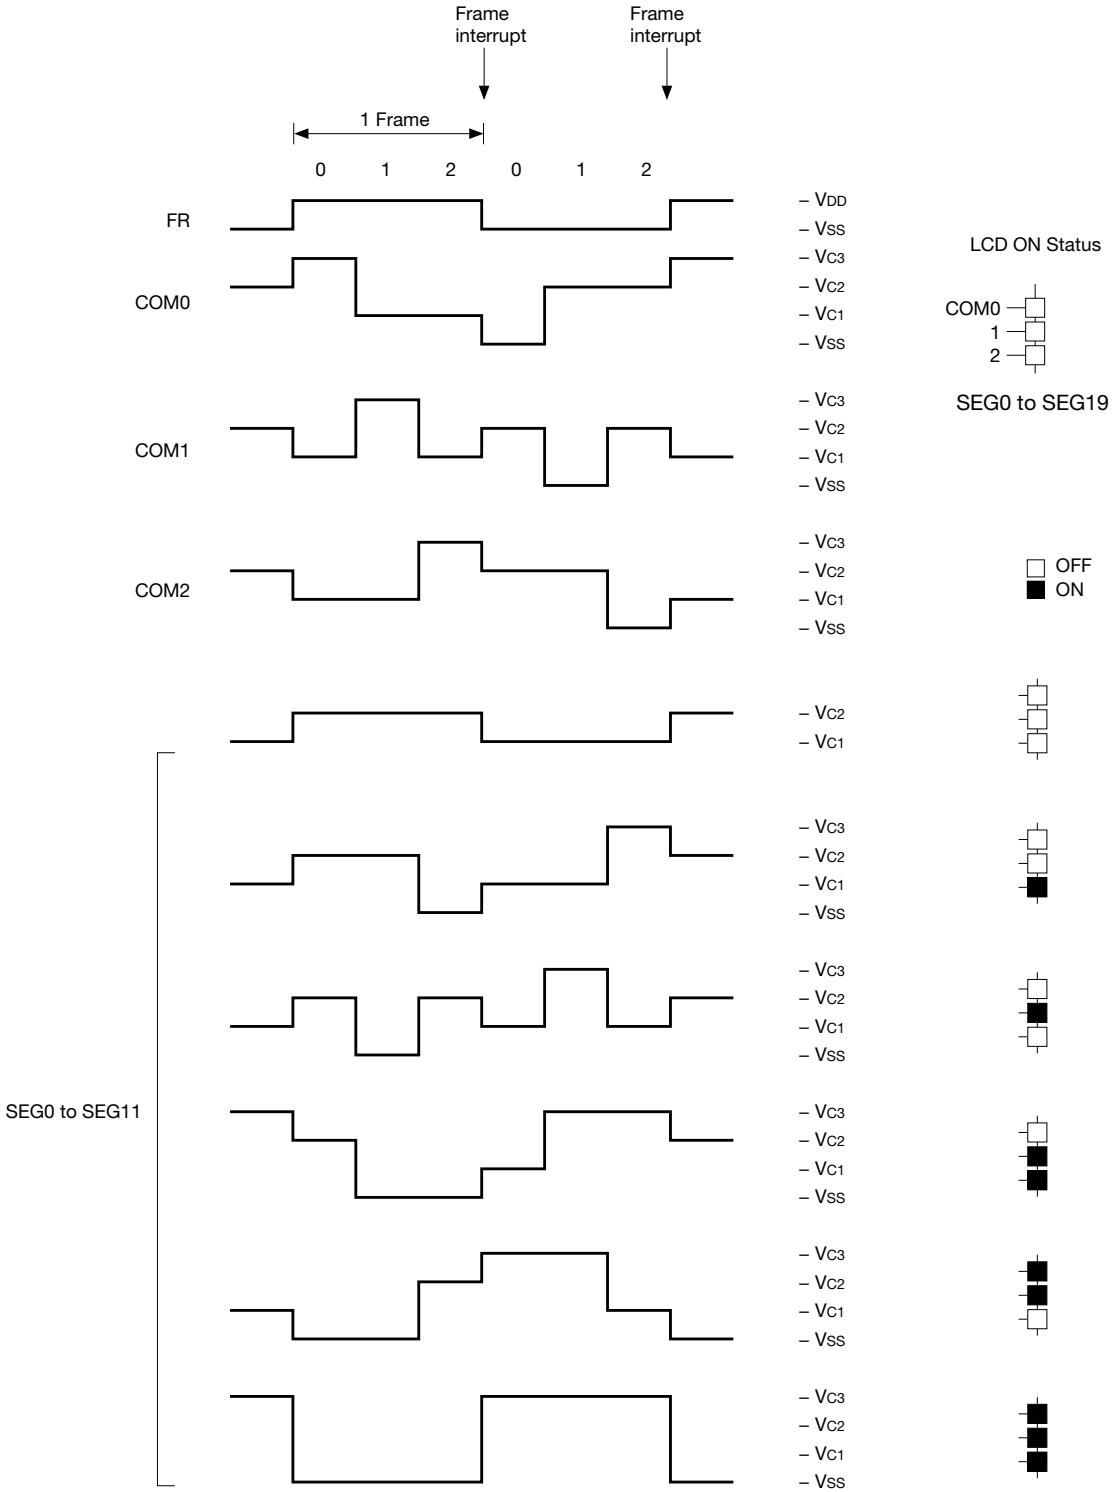 Frame
interrupt
Frame
interrupt
1 Frame
0 1 2 0 1 2
FR
– VDD
– VSS
LCD ON Status
COM0
– VC3
– VC2
– VC1
– VSS
COM0
1
2
SEG0 to SEG19
COM1
– VC3
– VC2
– VC1
– VSS
COM2
– VC3
– VC2
– VC1
– VSS
OFF
ON
– VC2
– VC1
– VC3
– VC2
– VC1
– VSS
– VC3
– VC2
– VC1
– VSS
SEG0 to SEG11
– VC3
– VC2
– VC1
– VSS
– VC3
– VC2
– VC1
– VSS
– VC3
– VC2
– VC1
– VSS